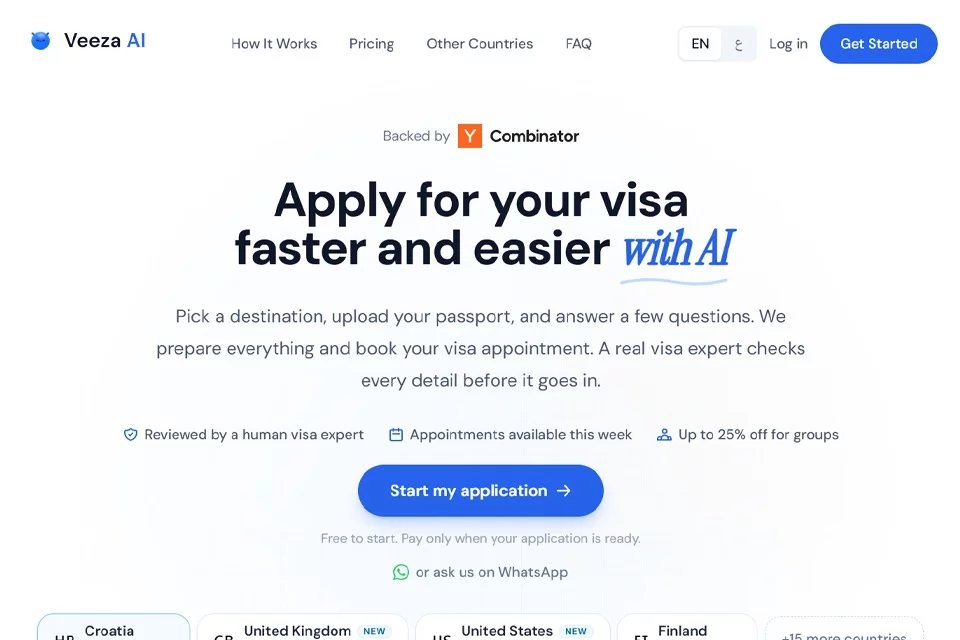 Veeza AI
How It Works
Pricing
Other Countries
FAQ
EN
ع
Log in
Get Started
Backed by Y Combinator
Apply for your visa
faster and easier with AI
Pick a destination, upload your passport, and answer a few questions. We
prepare everything and book your visa appointment. A real visa expert checks
every detail before it goes in.
Reviewed by a human visa expert
Appointments available this week
Up to 25% off for groups
Start my application →
Free to start. Pay only when your application is ready.
or ask us on WhatsApp
HR Croatia
GB United Kingdom NEW
US United States NEW
FI Finland
+15 more countries